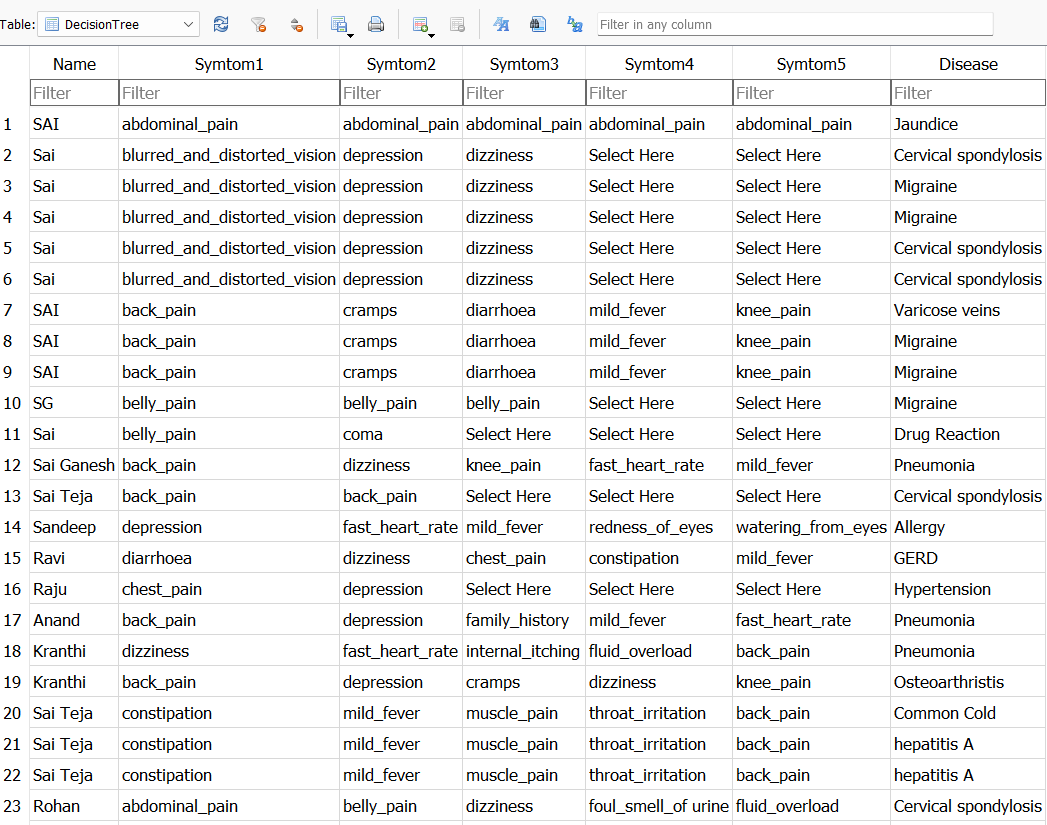 Table: DecisionTree Filter in any column
Name Symtom1 Symtom2 Symtom3 Symtom4 Symtom5 Disease
Filter Filter Filter Filter Filter Filter Filter
1 SAI abdominal_pain abdominal_pain abdominal_pain abdominal_pain abdominal_pain Jaundice
2 Sai blurred_and_distorted_vision depression dizziness Select Here Select Here Cervical spondylosis
3 Sai blurred_and_distorted_vision depression dizziness Select Here Select Here Migraine
4 Sai blurred_and_distorted_vision depression dizziness Select Here Select Here Migraine
5 Sai blurred_and_distorted_vision depression dizziness Select Here Select Here Cervical spondylosis
6 Sai blurred_and_distorted_vision depression dizziness Select Here Select Here Cervical spondylosis
7 SAI back_pain cramps diarrhoea mild_fever knee_pain Varicose veins
8 SAI back_pain cramps diarrhoea mild_fever knee_pain Migraine
9 SAI back_pain cramps diarrhoea mild_fever knee_pain Migraine
10 SG belly_pain belly_pain belly_pain Select Here Select Here Migraine
11 Sai belly_pain coma Select Here Select Here Select Here Drug Reaction
12 Sai Ganesh back_pain dizziness knee_pain fast_heart_rate mild_fever Pneumonia
13 Sai Teja back_pain back_pain Select Here Select Here Select Here Cervical spondylosis
14 Sandeep depression fast_heart_rate mild_fever redness_of_eyes watering_from_eyes Allergy
15 Ravi diarrhoea dizziness chest_pain constipation mild_fever GERD
16 Raju chest_pain depression Select Here Select Here Select Here Hypertension
17 Anand back_pain depression family_history mild_fever fast_heart_rate Pneumonia
18 Kranthi dizziness fast_heart_rate internal_itching fluid_overload back_pain Pneumonia
19 Kranthi back_pain depression cramps dizziness knee_pain Osteoarthristis
20 Sai Teja constipation mild_fever muscle_pain throat_irritation back_pain Common Cold
21 Sai Teja constipation mild_fever muscle_pain throat_irritation back_pain hepatitis A
22 Sai Teja constipation mild_fever muscle_pain throat_irritation back_pain hepatitis A
23 Rohan abdominal_pain belly_pain dizziness foul_smell_of urine fluid_overload Cervical spondylosis